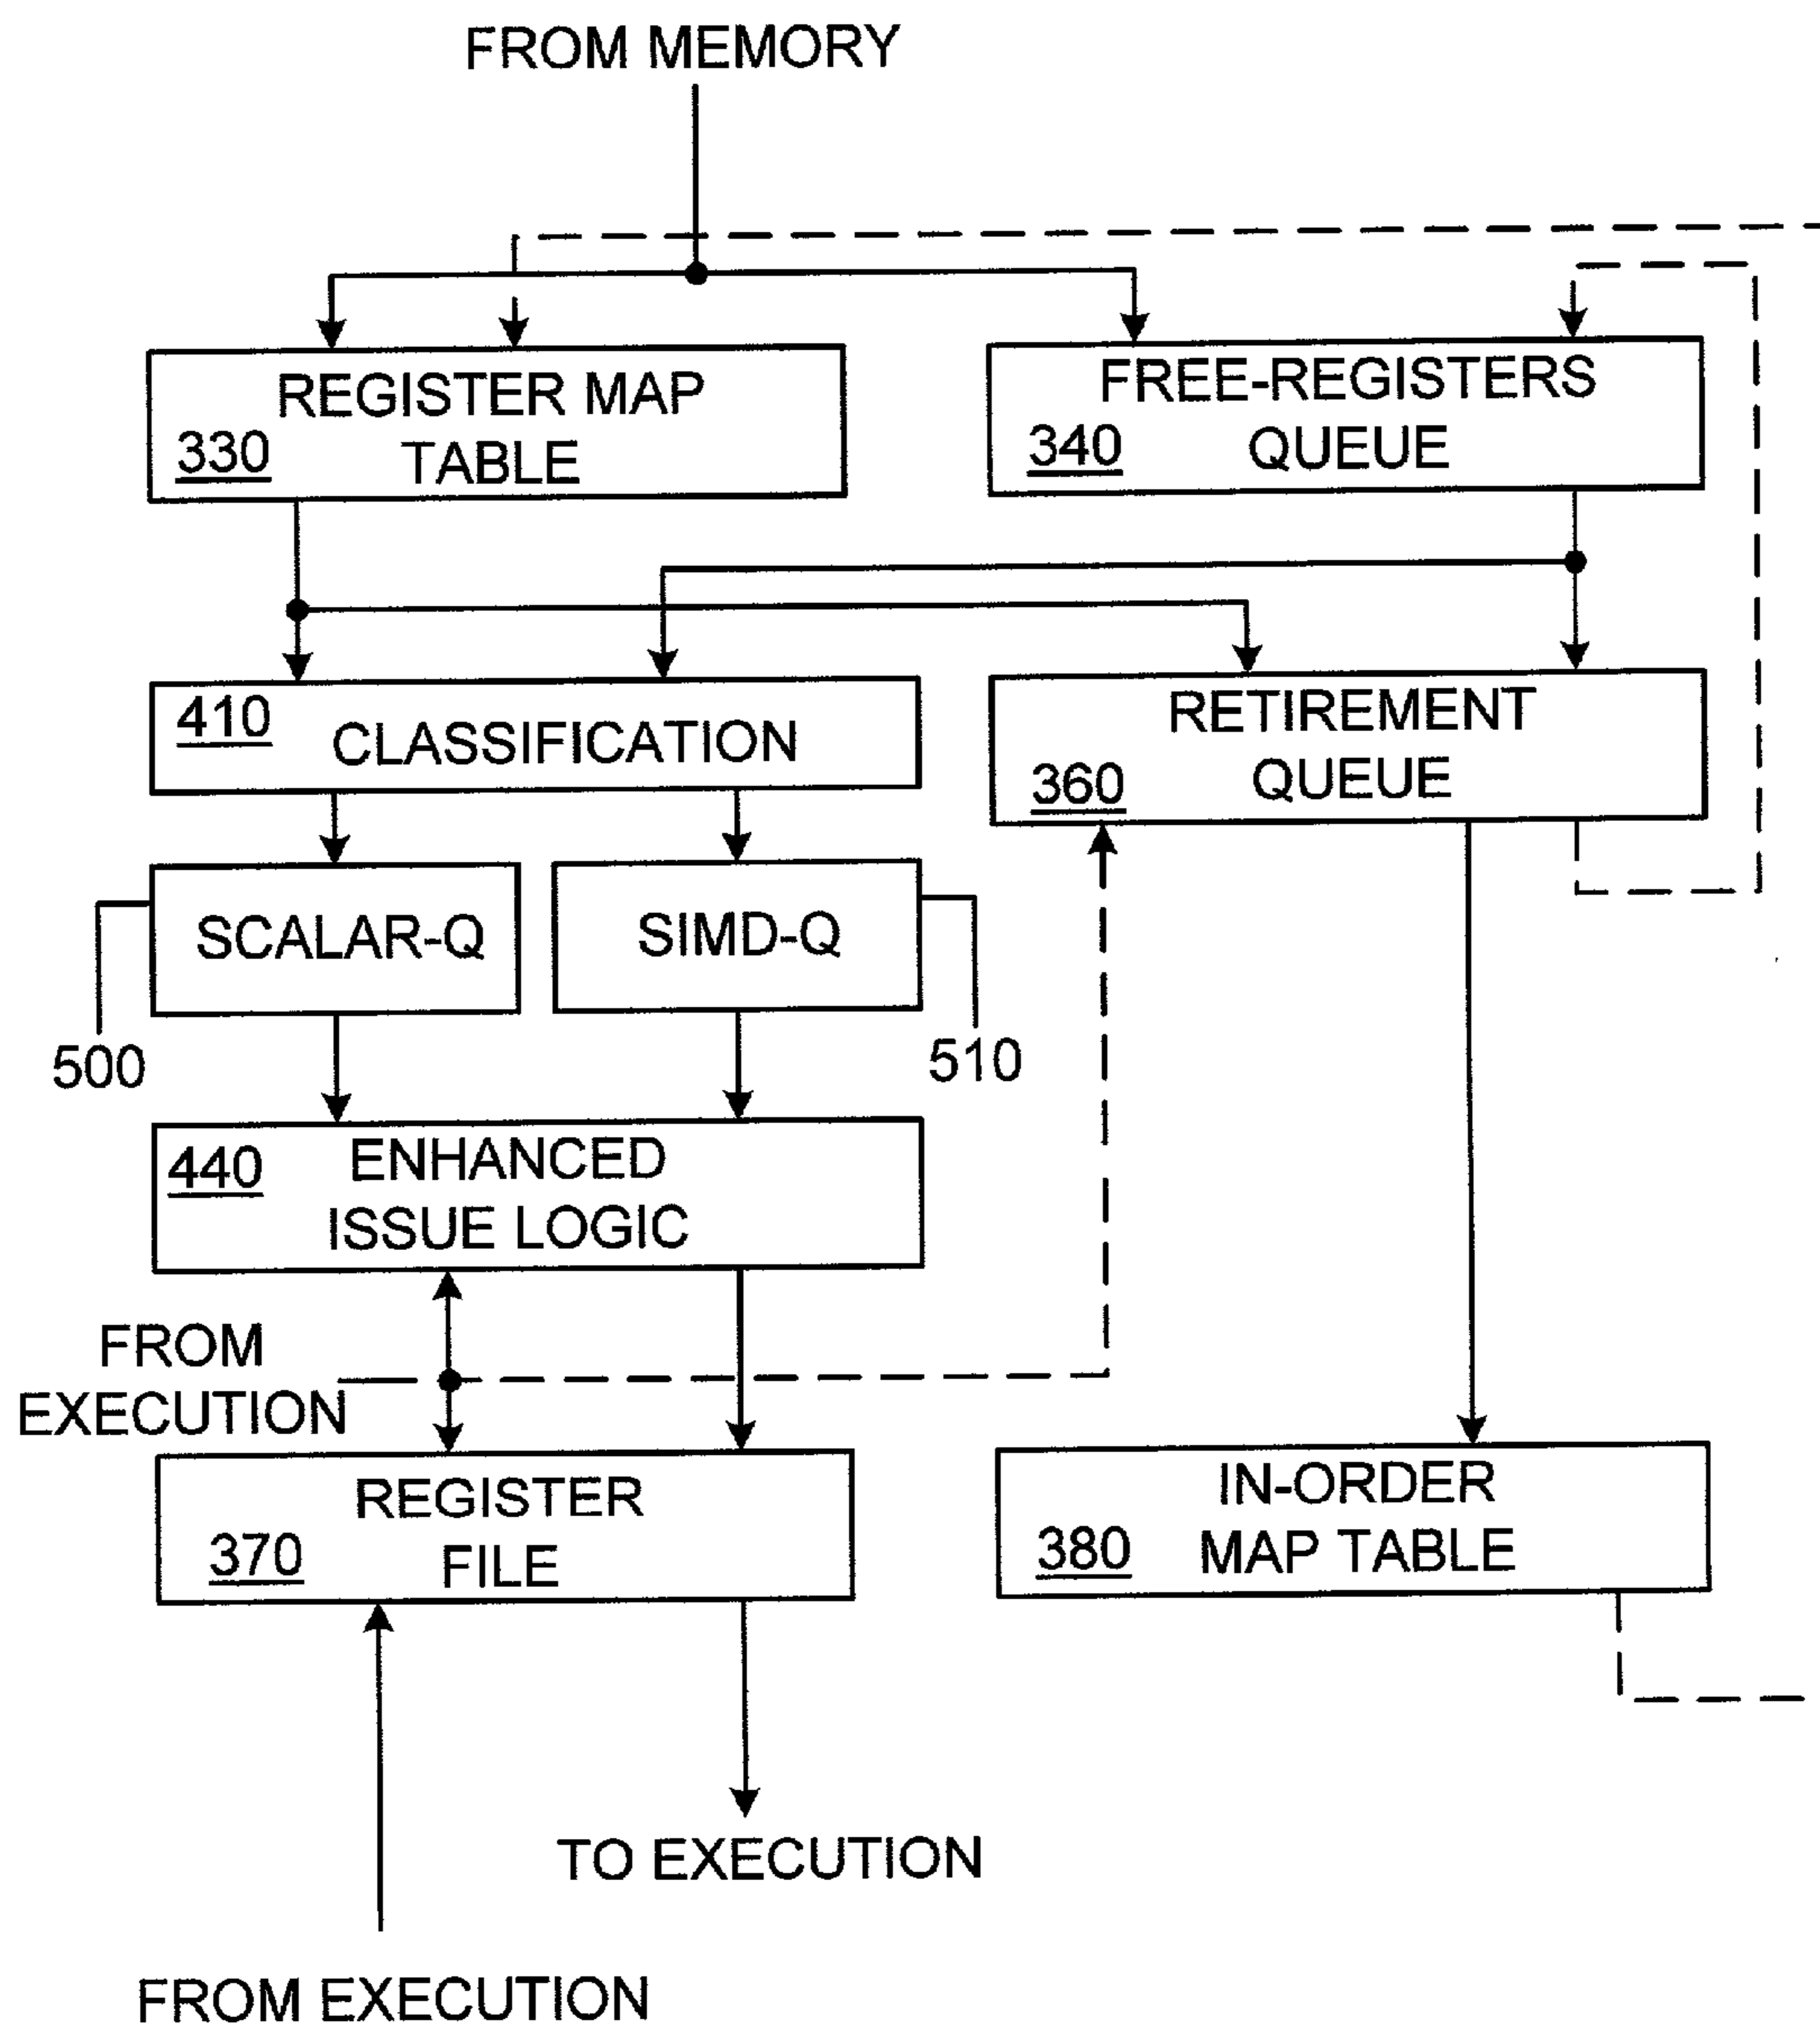 FROM MEMORY
REGISTER MAP
330 TABLE
FREE-REGISTERS
340 QUEUE
410 CLASSIFICATION
RETIREMENT
360 QUEUE
SCALAR-Q
SIMD-Q
500
510
440 ENHANCED
ISSUE LOGIC
FROM
EXECUTION
REGISTER
370 FILE
IN-ORDER
380 MAP TABLE
TO EXECUTION
FROM EXECUTION